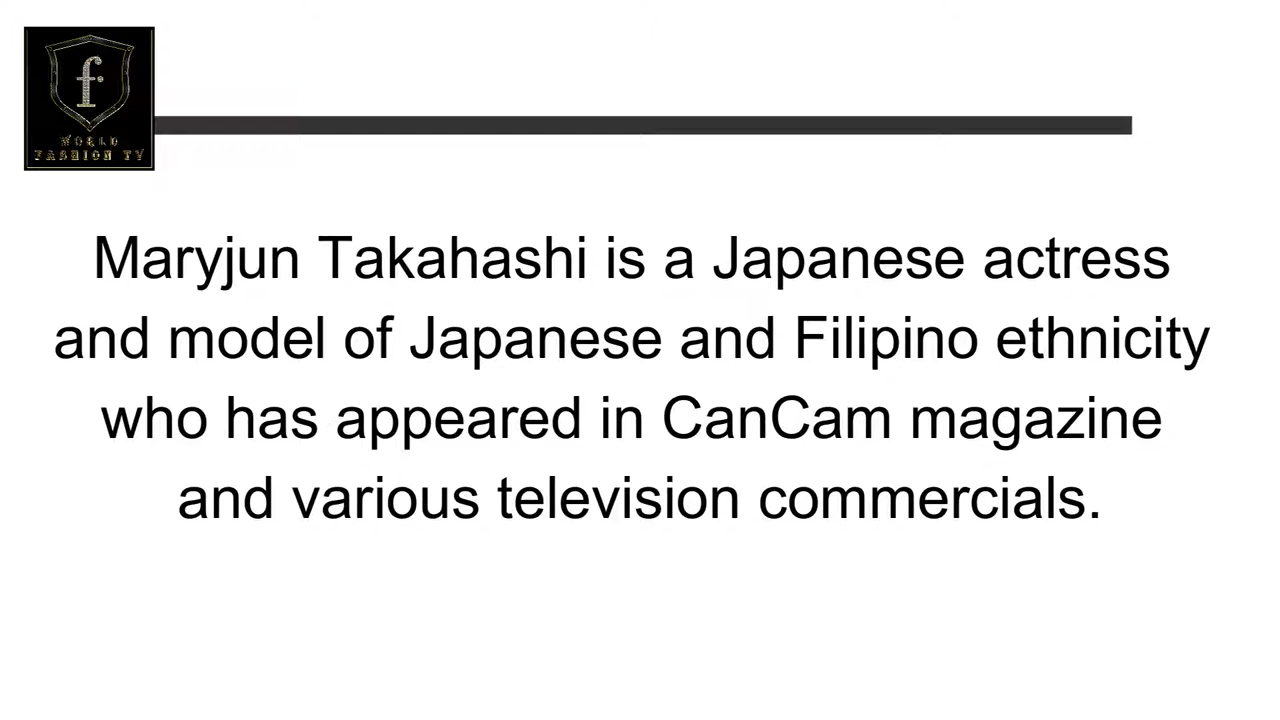 f
WORLD
FASHION TV
Maryjun Takahashi is a Japanese actress
and model of Japanese and Filipino ethnicity
who has appeared in CanCam magazine
and various television commercials.